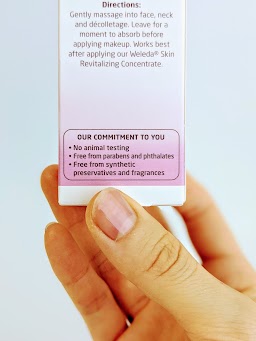 Directions:
Gently massage into face, neck
and décolletage. Leave for a
moment to absorb before
applying makeup. Works best
after applying our Weleda® Skin
Revitalizing Concentrate.
OUR COMMITMENT TO YOU
• No animal testing
• Free from parabens and phthalates
• Free from synthetic
preservatives and fragrances